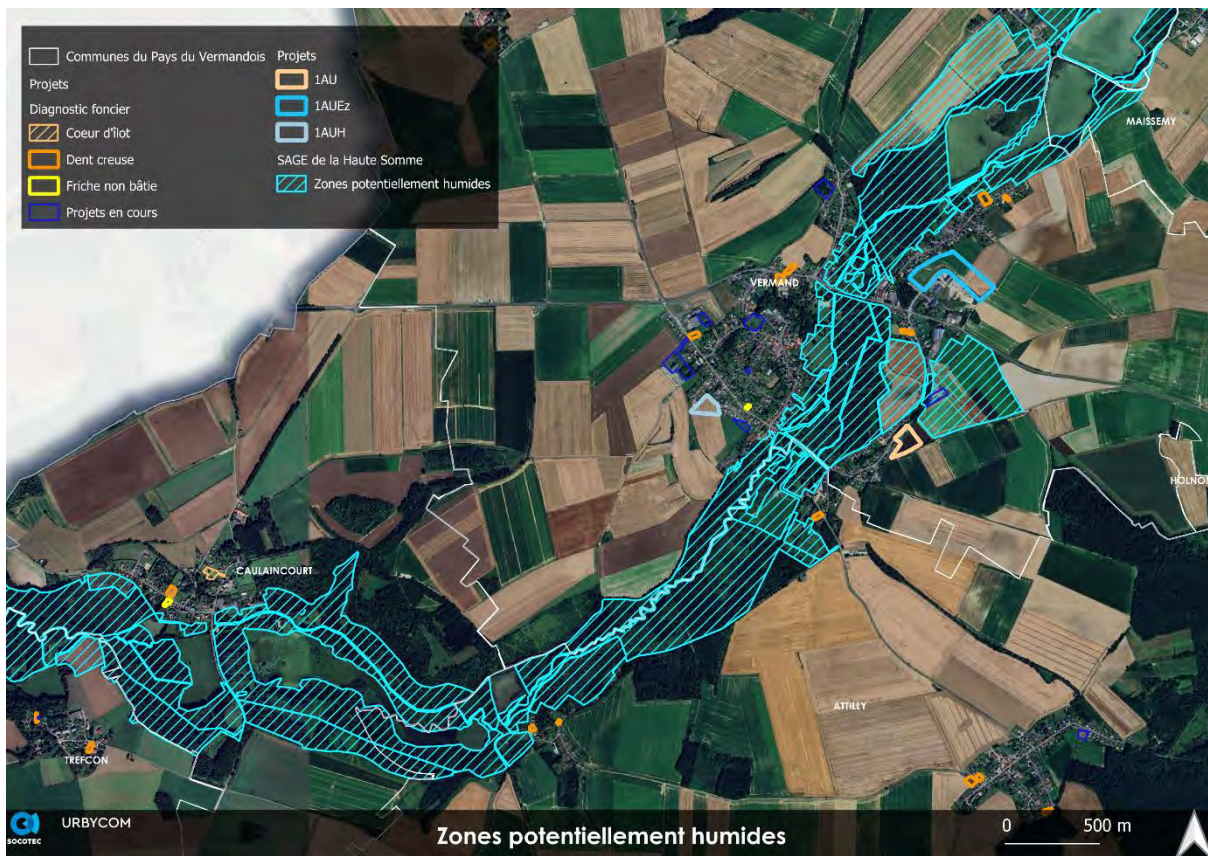 Communes du Pays du Vermandois
Projets
Diagnostic foncier
Coeur d'îlot
Dent creuse
Friche non bâtie
Projets en cours
Projets
1AU
1AUEz
1AUH
SAGE de la Haute Somme
Zones potentiellement humides
MAISSEMY
VERMAND
HOLNON
CAULAINCOURT
ATTILLY
TREFCON
SOCOTEC
URBYCOM
Zones potentiellement humides
0 500 m